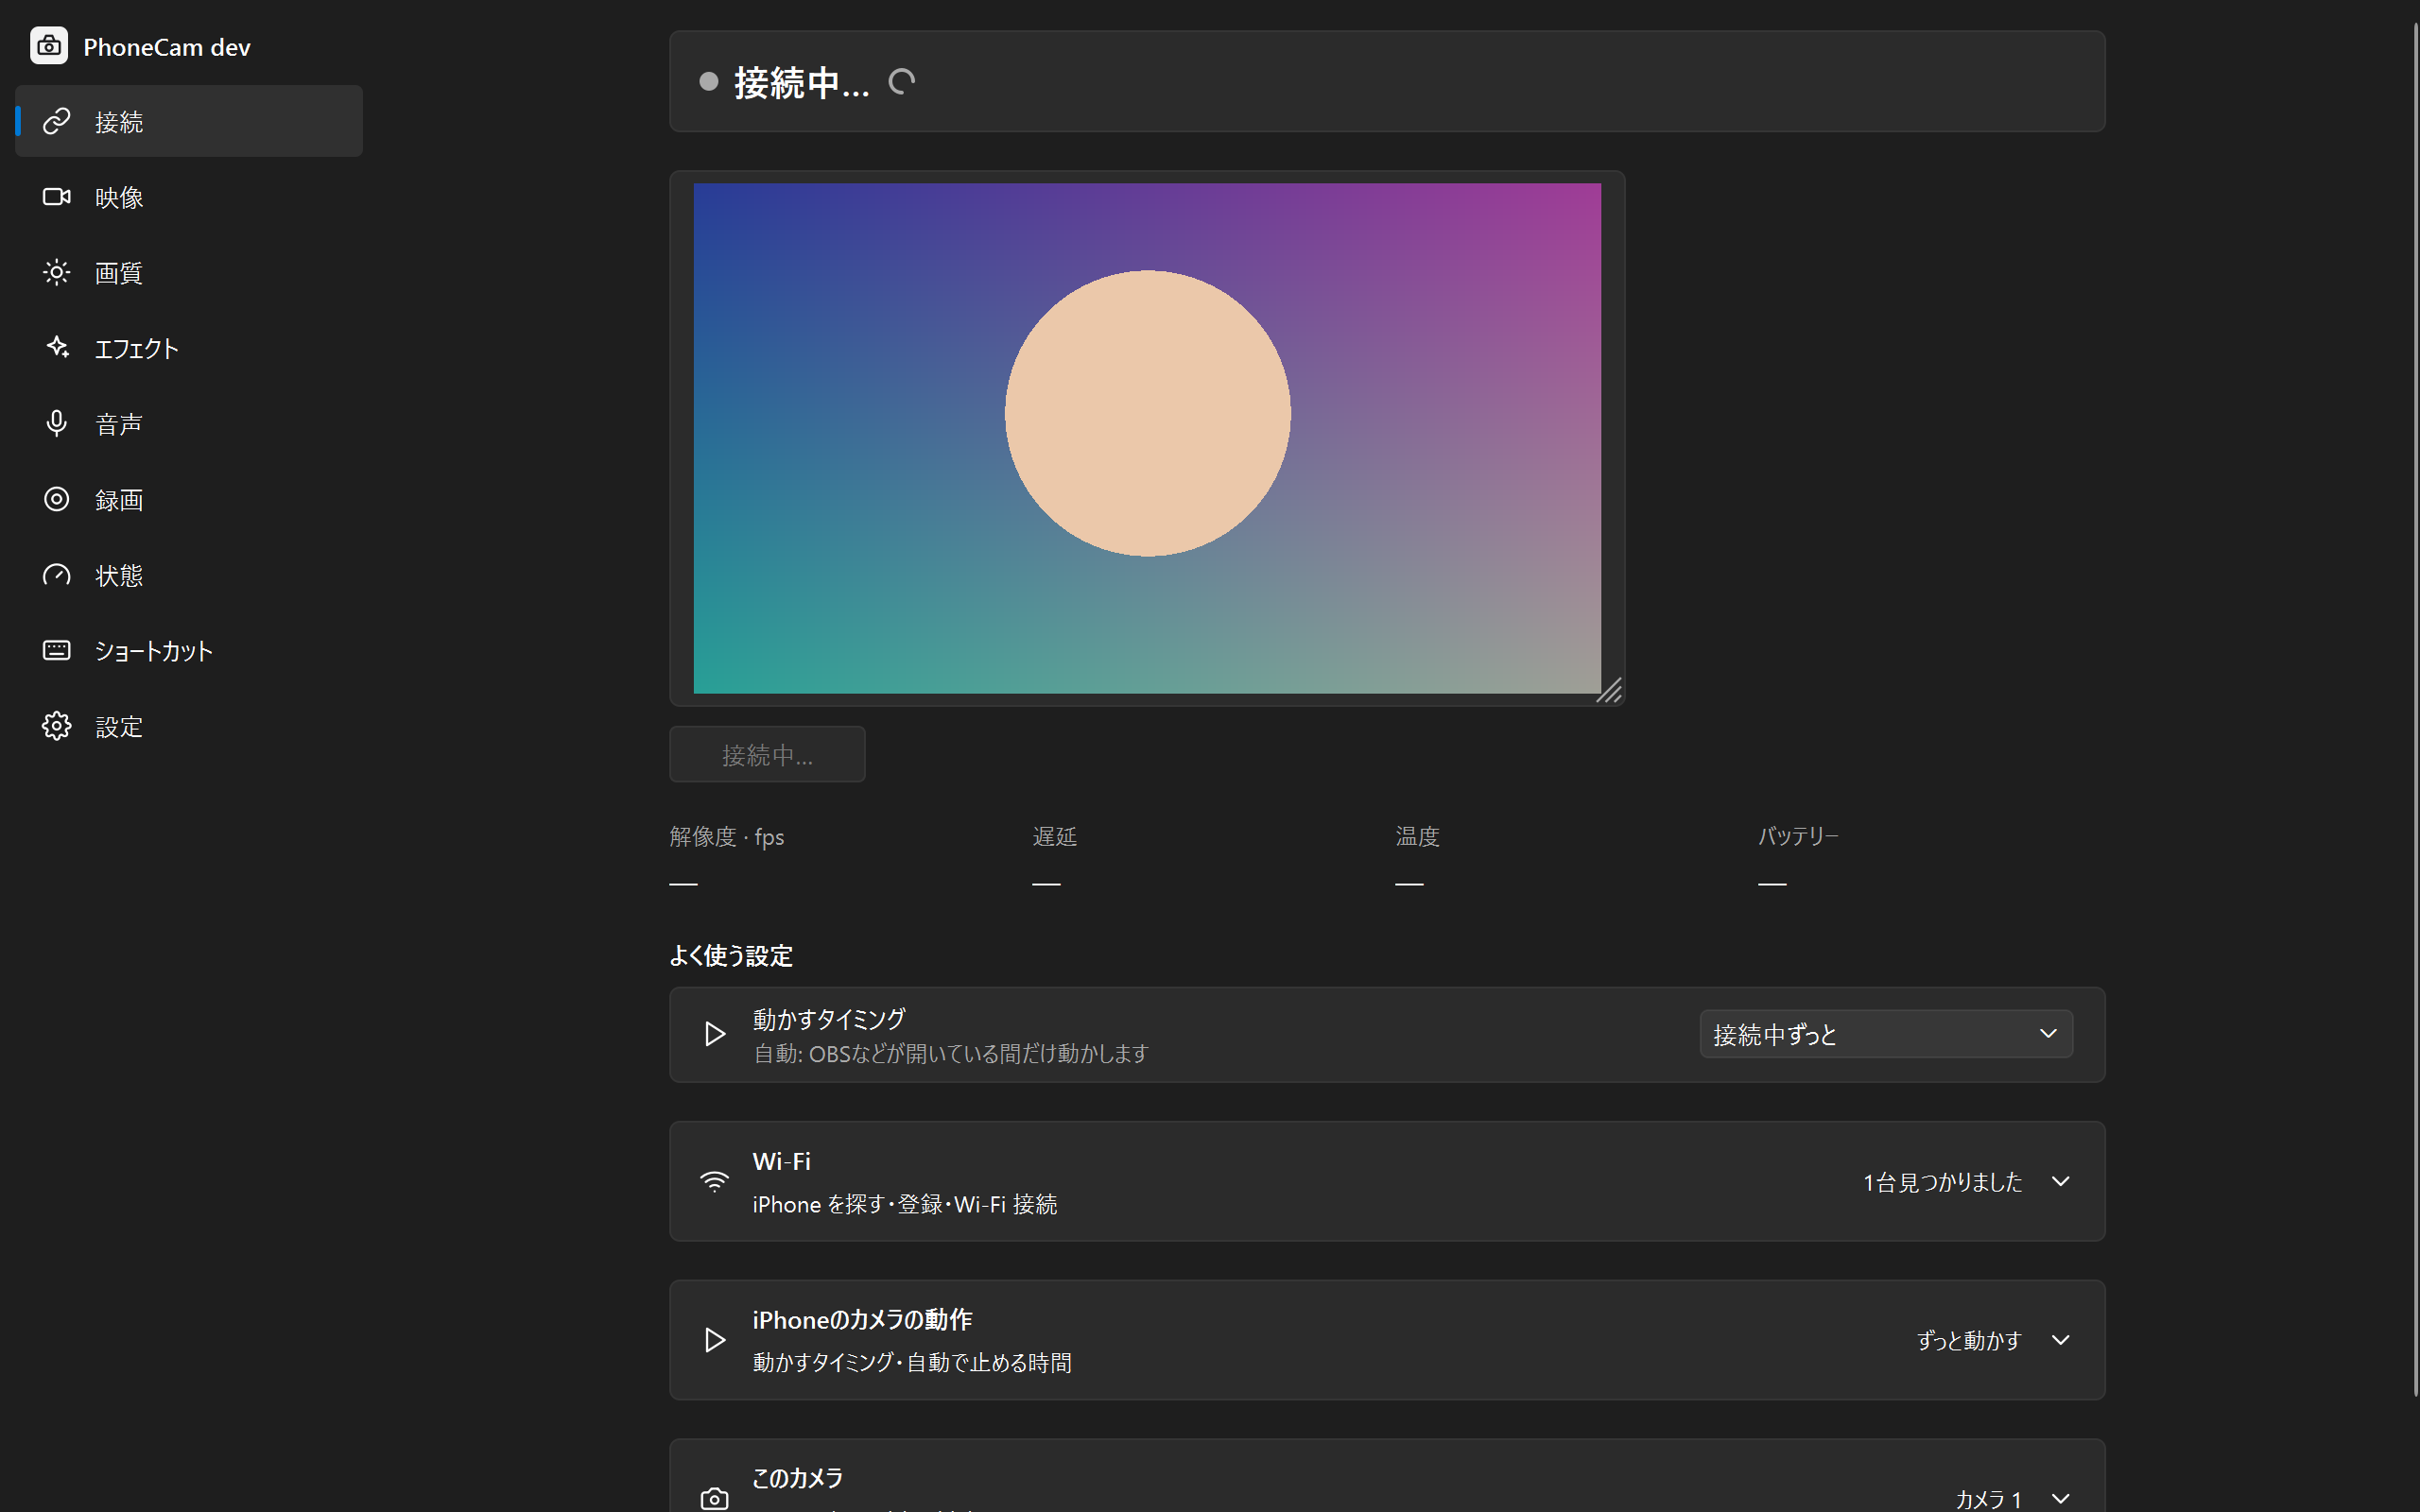 PhoneCam dev
接続
映像
画質
エフェクト
音声
録画
状態
ショートカット
設定
接続中...
接続中...
解像度 · fps
遅延
温度
バッテリー
—
—
—
—
よく使う設定
動かすタイミング
自動: OBSなどが開いている間だけ動かします
接続中ずっと
Wi-Fi
iPhone を探す・登録・Wi-Fi 接続
1台見つかりました
iPhoneのカメラの動作
動かすタイミング・自動で止める時間
ずっと動かす
このカメラ
カメラ 1